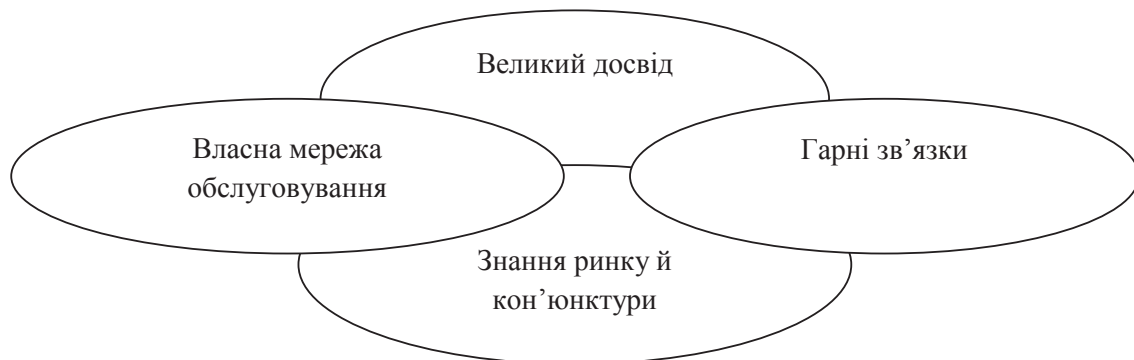 Великий досвід
Власна мережа
обслуговування
Гарні зв’язки
Знання ринку й
кон’юнктури